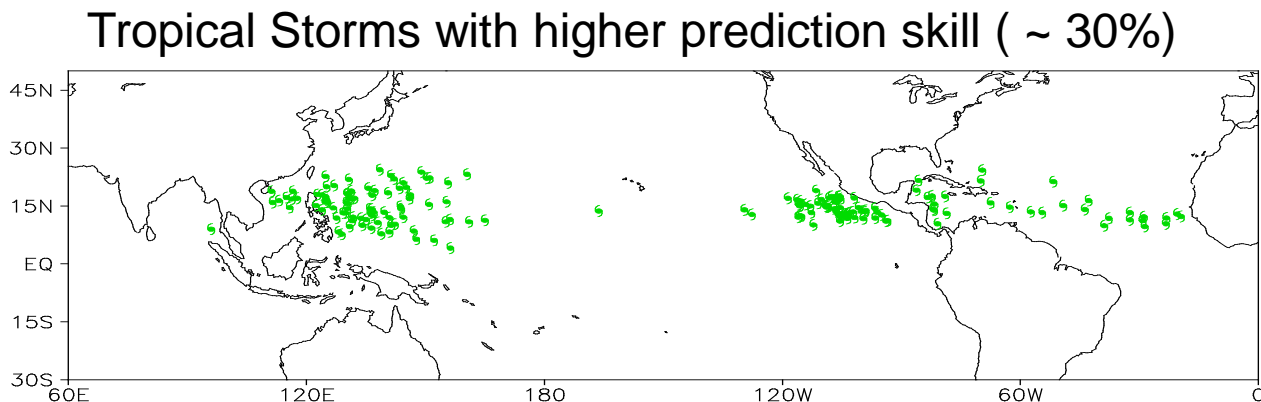 Tropical Storms with higher prediction skill ( ~ 30%)
45N
30N
15N
EQ
15S
30S
60E 120E 180 120W 60W 0